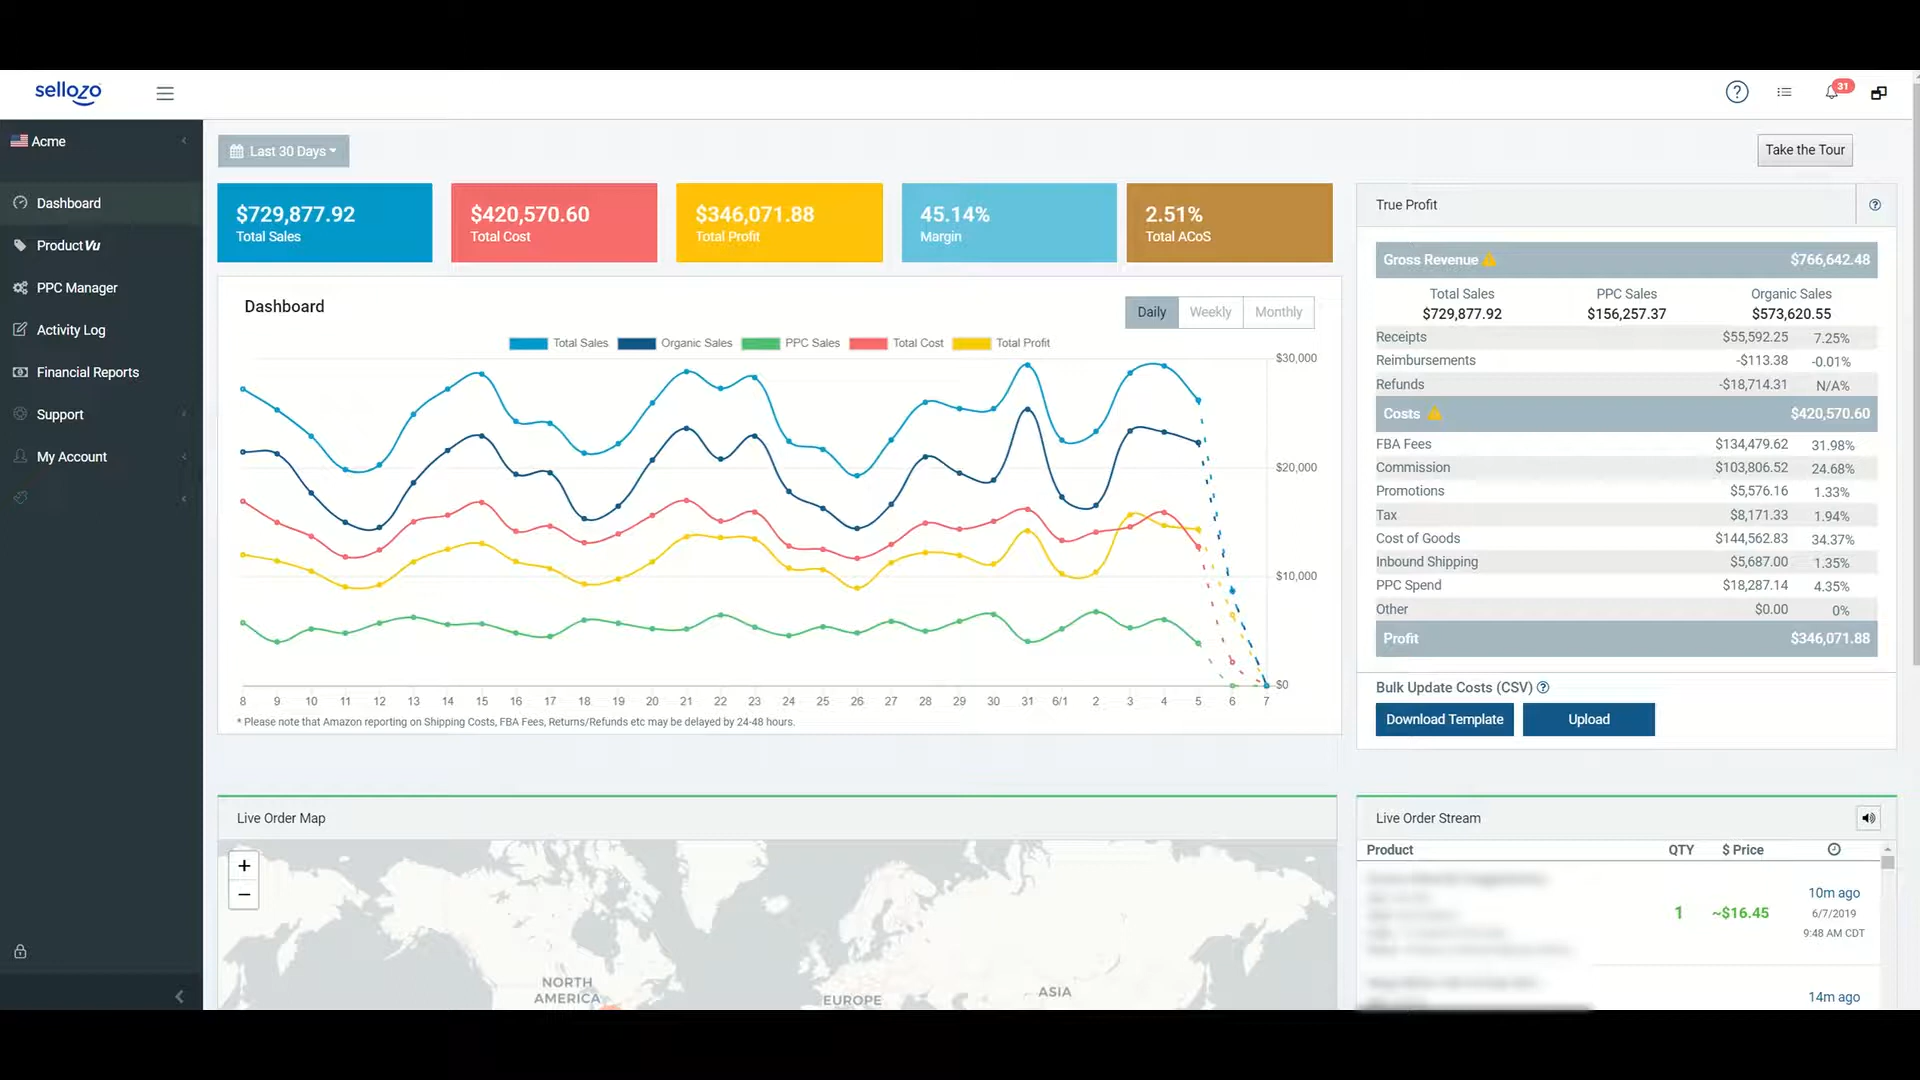 sellozo
31
Acme
Last 30 Days
Take the Tour
Dashboard
ProductVu
PPC Manager
Activity Log
Financial Reports
Support
My Account
$729,877.92
Total Sales
$420,570.60
Total Cost
$346,071.88
Total Profit
45.14%
Margin
2.51%
Total ACoS
Dashboard
Daily Weekly Monthly
Total Sales Organic Sales PPC Sales Total Cost Total Profit
$30,000
$20,000
$10,000
$0
8 9 10 11 12 13 14 15 16 17 18 19 20 21 22 23 24 25 26 27 28 29 30 31 6/1 2 3 4 5 6 7
* Please note that Amazon reporting on Shipping Costs, FBA Fees, Returns/Refunds etc may be delayed by 24-48 hours.
True Profit
Gross Revenue $766,642.48
Total Sales PPC Sales Organic Sales
$729,877.92 $156,257.37 $573,620.55
Receipts $55,592.25 7.25%
Reimbursements -$113.38 -0.01%
Refunds -$18,714.31 N/A%
Costs $420,570.60
FBA Fees $134,479.62 31.98%
Commission $103,806.52 24.68%
Promotions $5,576.16 1.33%
Tax $8,171.33 1.94%
Cost of Goods $144,562.83 34.37%
Inbound Shipping $5,687.00 1.35%
PPC Spend $18,287.14 4.35%
Other $0.00 0%
Profit $346,071.88
Bulk Update Costs (CSV)
Download Template Upload
Live Order Map
+
−
NORTH
AMERICA
EUROPE
ASIA
Live Order Stream
Product QTY $ Price
1 ~$16.45
10m ago
6/7/2019
9:48 AM CDT
14m ago